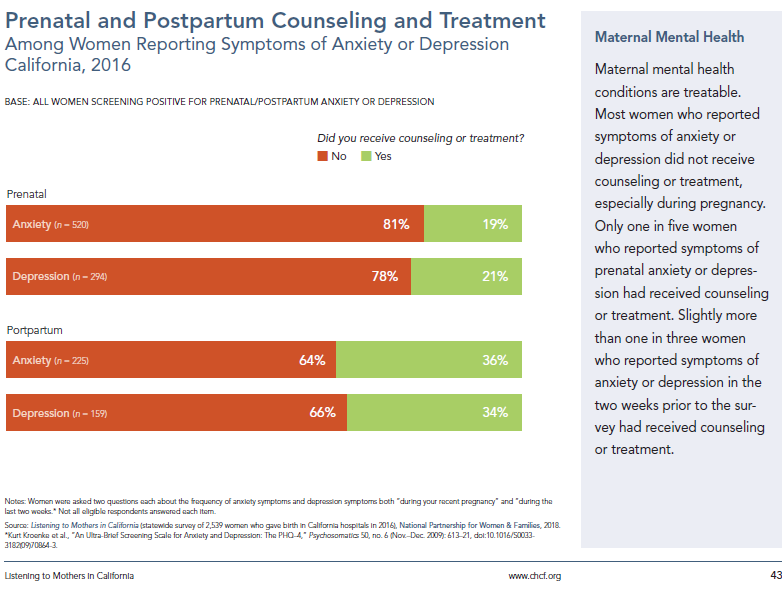 Prenatal and Postpartum Counseling and Treatment
Among Women Reporting Symptoms of Anxiety or Depression
California, 2016
BASE: ALL WOMEN SCREENING POSITIVE FOR PRENATAL/POSTPARTUM ANXIETY OR DEPRESSION
Did you receive counseling or treatment?
No Yes
Prenatal
Anxiety (n = 520) 81% 19%
Depression (n = 294) 78% 21%
Portpartum
Anxiety (n = 225) 64% 36%
Depression (n = 159) 66% 34%
Notes: Women were asked two questions each about the frequency of anxiety symptoms and depression symptoms both "during your recent pregnancy" and "during the
last two weeks.* Not all eligible respondents answered each item.
Source: Listening to Mothers in California (statewide survey of 2,539 women who gave birth in California hospitals in 2016), National Partnership for Women & Families, 2018.
*Kurt Kroenke et al., "An Ultra-Brief Screening Scale for Anxiety and Depression: The PHQ-4," Psychosomatics 50, no. 6 (Nov.–Dec. 2009): 613–21, doi:10.1016/S0033-
3182(09)70864-3.
Maternal Mental Health
Maternal mental health
conditions are treatable.
Most women who reported
symptoms of anxiety or
depression did not receive
counseling or treatment,
especially during pregnancy.
Only one in five women
who reported symptoms of
prenatal anxiety or depres-
sion had received counseling
or treatment. Slightly more
than one in three women
who reported symptoms of
anxiety or depression in the
two weeks prior to the sur-
vey had received counseling
or treatment.
Listening to Mothers in California www.chcf.org 43